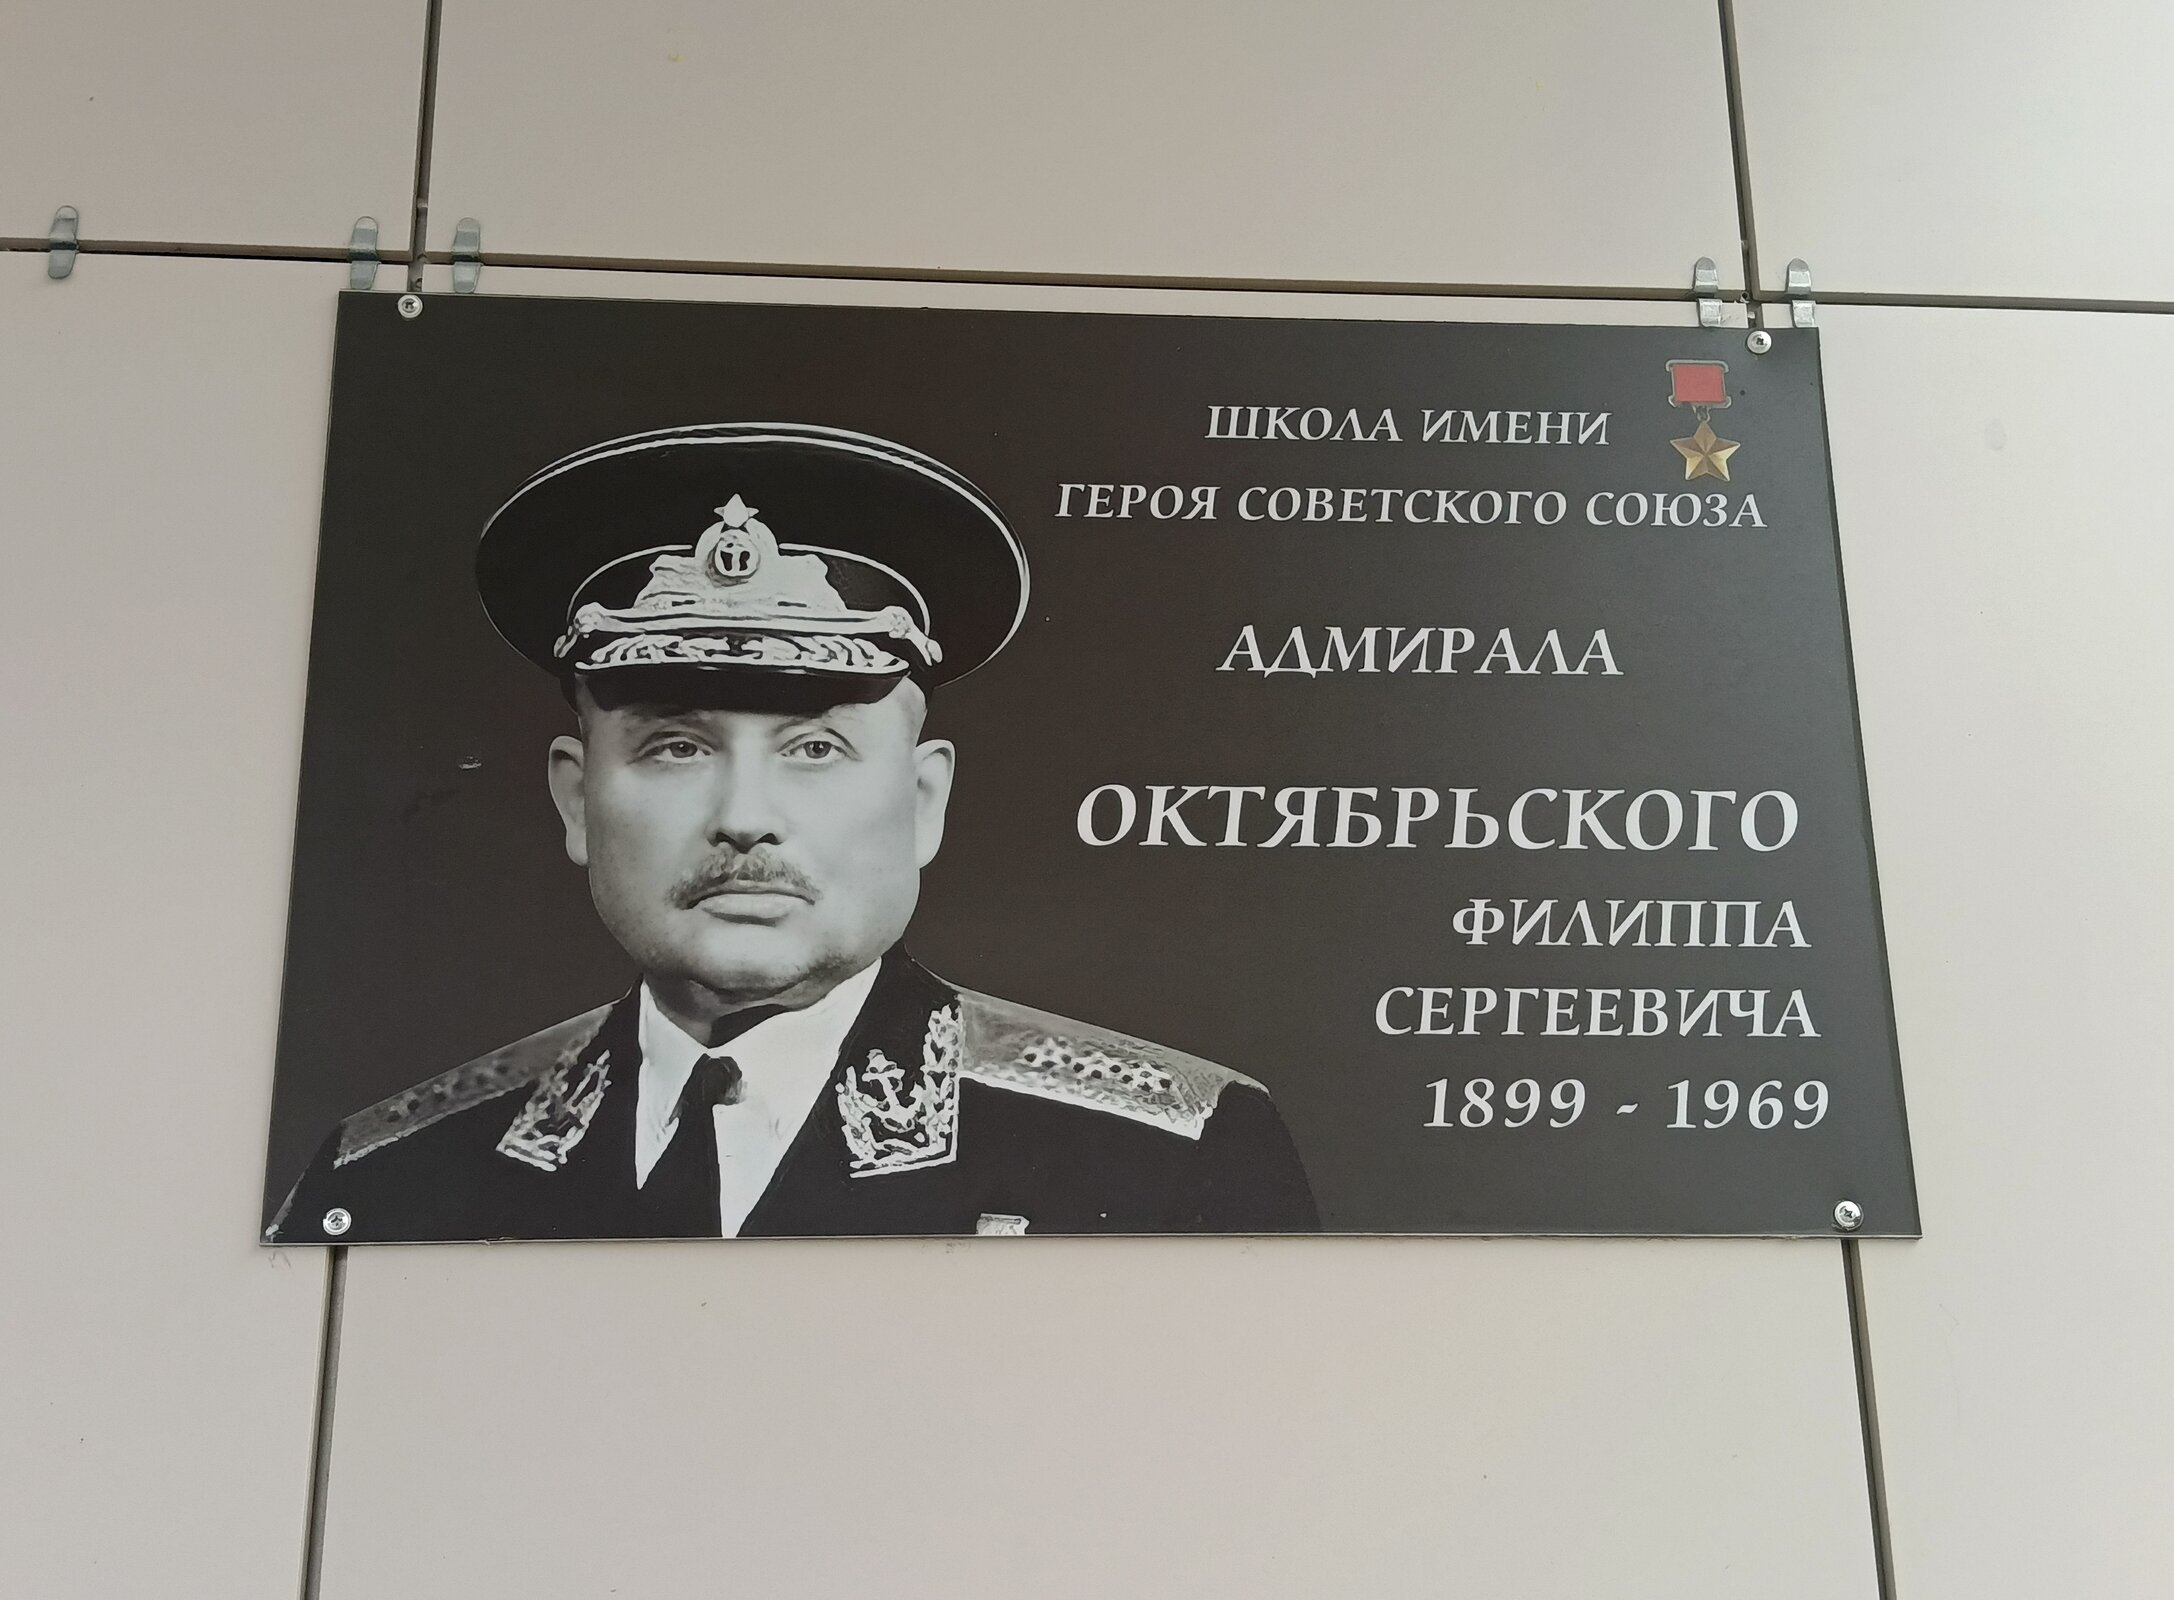 ШКОЛА ИМЕНИ
ГЕРОЯ СОВЕТСКОГО СОЮЗА
АДМИРАЛА
ОКТЯБРЬСКОГО
ФИЛИППА
СЕРГЕЕВИЧА
1899 - 1969